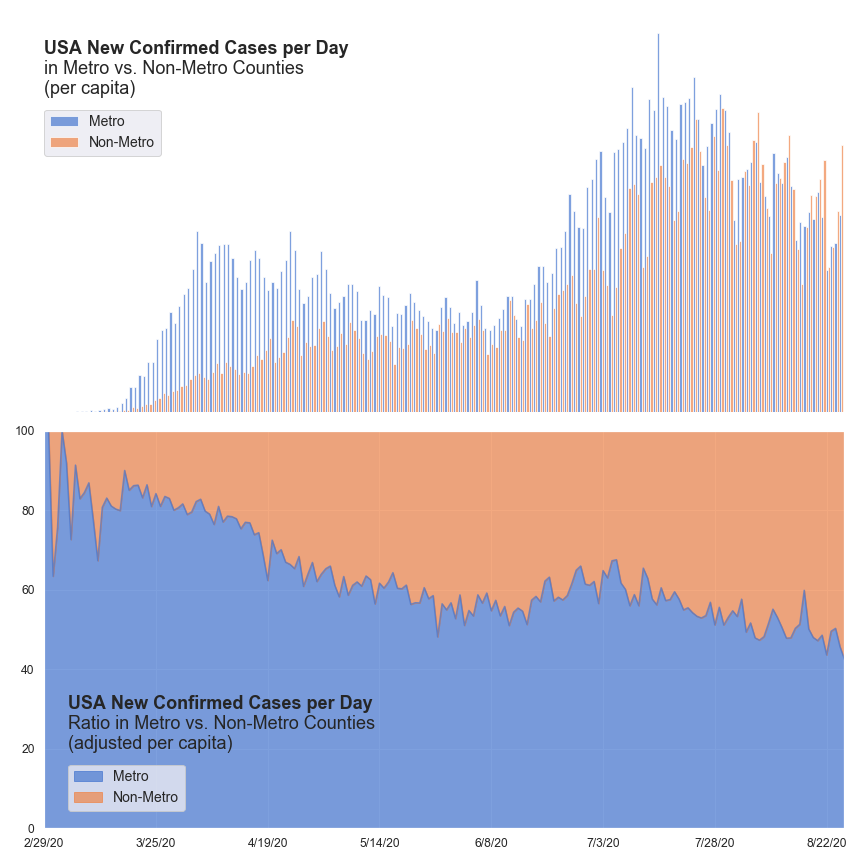 USA New Confirmed Cases per Day
in Metro vs. Non-Metro Counties
(per capita)
Metro
Non-Metro
100
80
60
40
20
0
USA New Confirmed Cases per Day
Ratio in Metro vs. Non-Metro Counties
(adjusted per capita)
Metro
Non-Metro
2/29/20 3/25/20 4/19/20 5/14/20 6/8/20 7/3/20 7/28/20 8/22/20